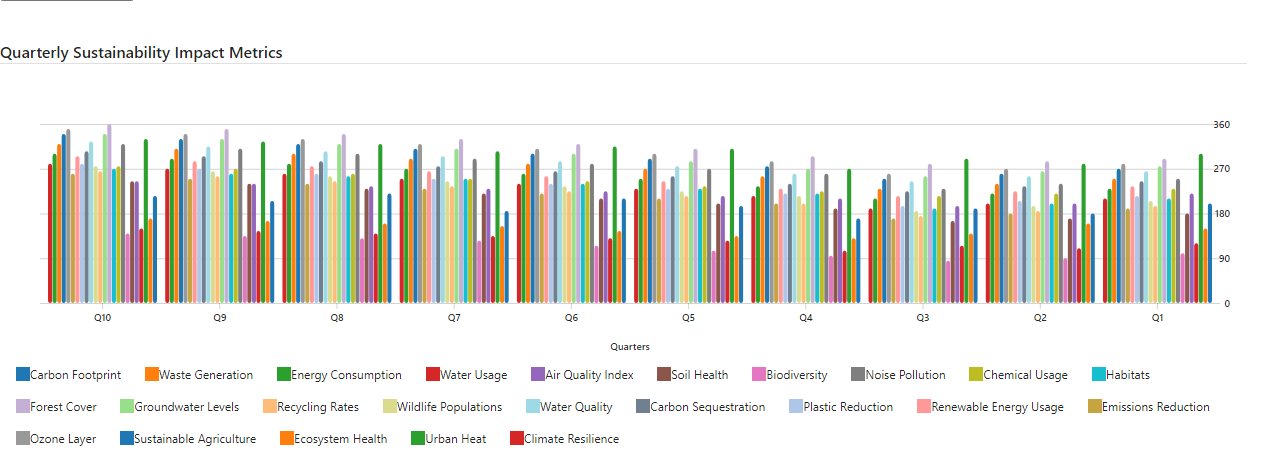 Quarterly Sustainability Impact Metrics
360
270
180
90
0
Q10 Q9 Q8 Q7 Q6 Q5 Q4 Q3 Q2 Q1
Quarters
Carbon Footprint Waste Generation Energy Consumption Water Usage Air Quality Index Soil Health Biodiversity Noise Pollution Chemical Usage Habitats
Forest Cover Groundwater Levels Recycling Rates Wildlife Populations Water Quality Carbon Sequestration Plastic Reduction Renewable Energy Usage Emissions Reduction
Ozone Layer Sustainable Agriculture Ecosystem Health Urban Heat Climate Resilience